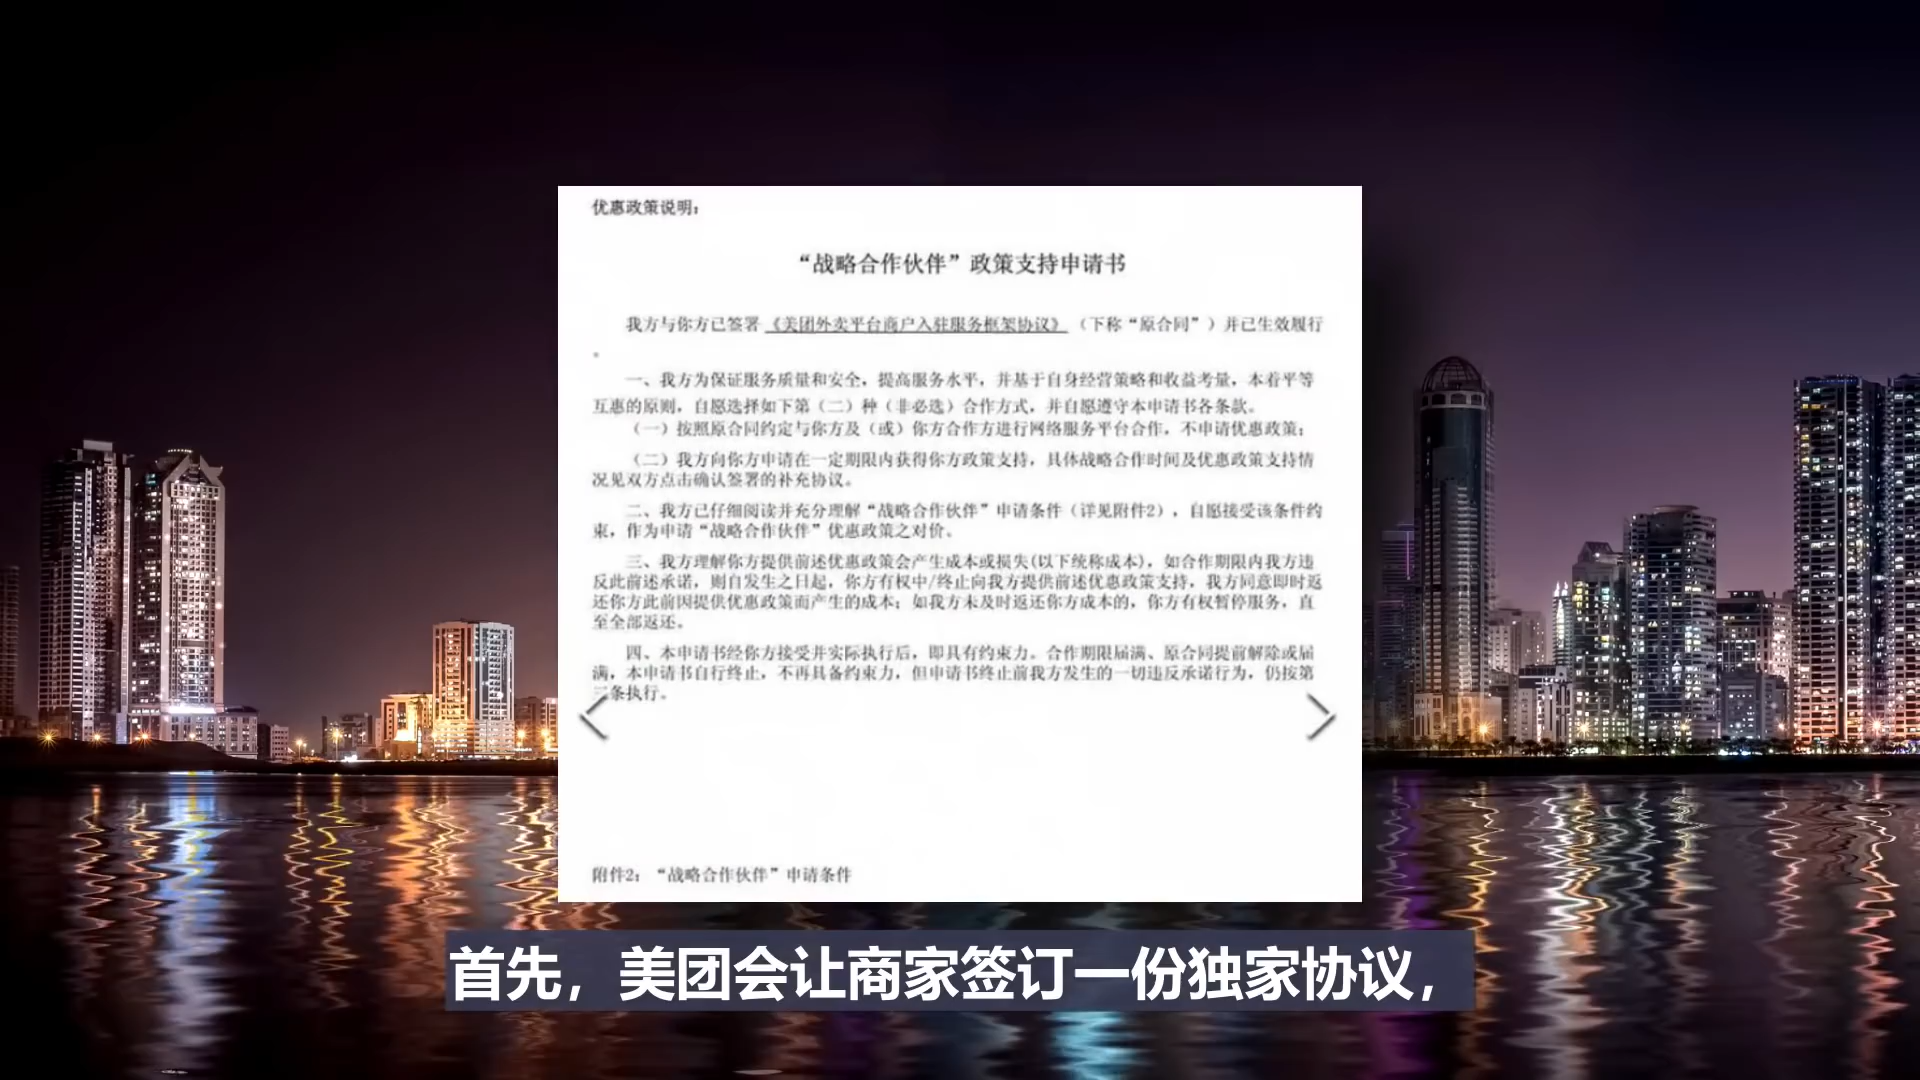 优惠政策说明：
“战略合作伙伴”政策支持申请书
我方与你方已签署《美团外卖平台商户入驻服务框架协议》（下称“原合同”）并已生效履行
。
一、我方为保证服务质量和安全，提高服务水平，并基于自身经营策略和收益考量，本着平等
互惠的原则，自愿选择如下第（二）种（非必选）合作方式，并自愿遵守本申请书各条款。
（一）按照原合同约定与你方及（或）你方合作方进行网络服务平台合作，不申请优惠政策；
（二）我方向你方申请在一定期限内获得你方政策支持，具体战略合作时间及优惠政策支持情
况见双方点击确认签署的补充协议。
二、我方已仔细阅读并充分理解“战略合作伙伴”申请条件（详见附件2），自愿接受该条件约
束，作为申请“战略合作伙伴”优惠政策之对价。
三、我方理解你方提供前述优惠政策会产生成本或损失(以下统称成本)，如合作期限内我方违
反此前述承诺，则自发生之日起，你方有权中/终止向我方提供前述优惠政策支持，我方同意即时返
还你方此前因提供优惠政策而产生的成本；如我方未及时返还你方成本的，你方有权暂停服务，直
至全部返还。
四、本申请书经你方接受并实际执行后，即具有约束力。合作期限届满、原合同提前解除或届
满，本申请书自行终止，不再具备约束力，但申请书终止前我方发生的一切违反承诺行为，仍按第
三条执行。
附件2：“战略合作伙伴”申请条件
首先，美团会让商家签订一份独家协议，